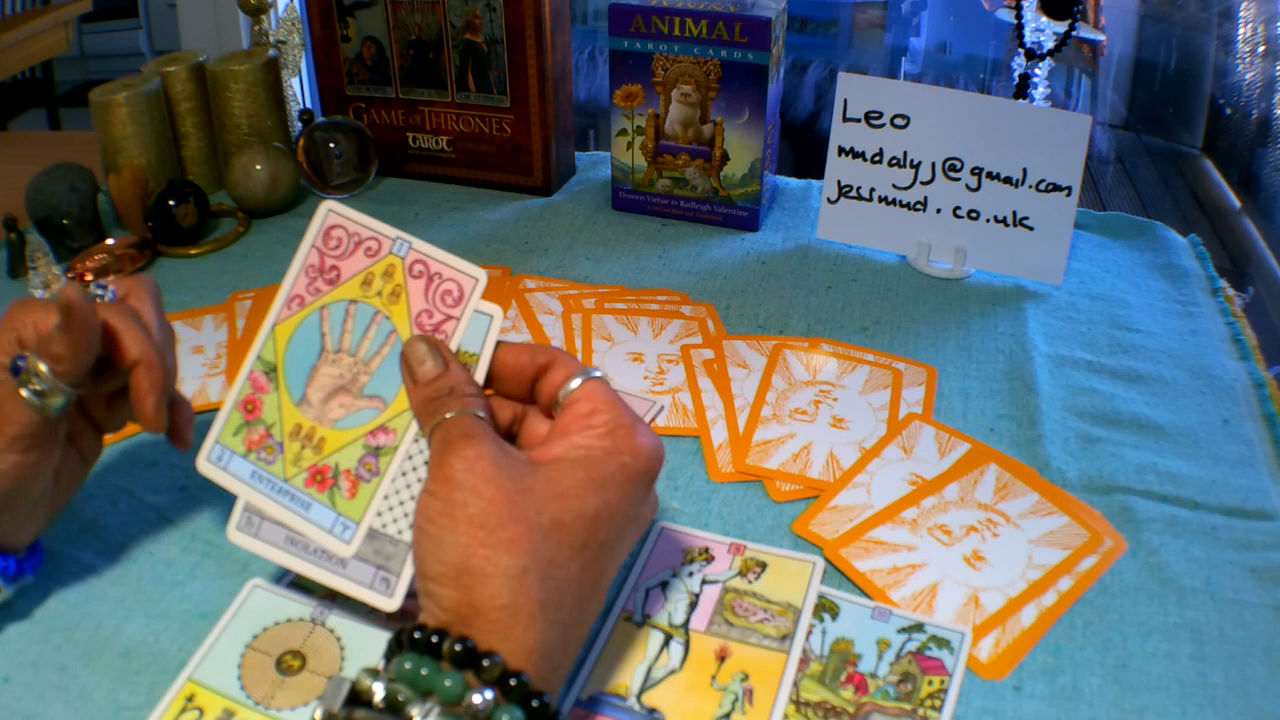 GAME OF THRONES
TAROT
ANIMAL
TAROT CARDS
Doreen Virtue & Radleigh Valentine
Leo
mudalyj@gmail.com
jessmud.co.uk
1
ENTERPRISE
ISOLATION